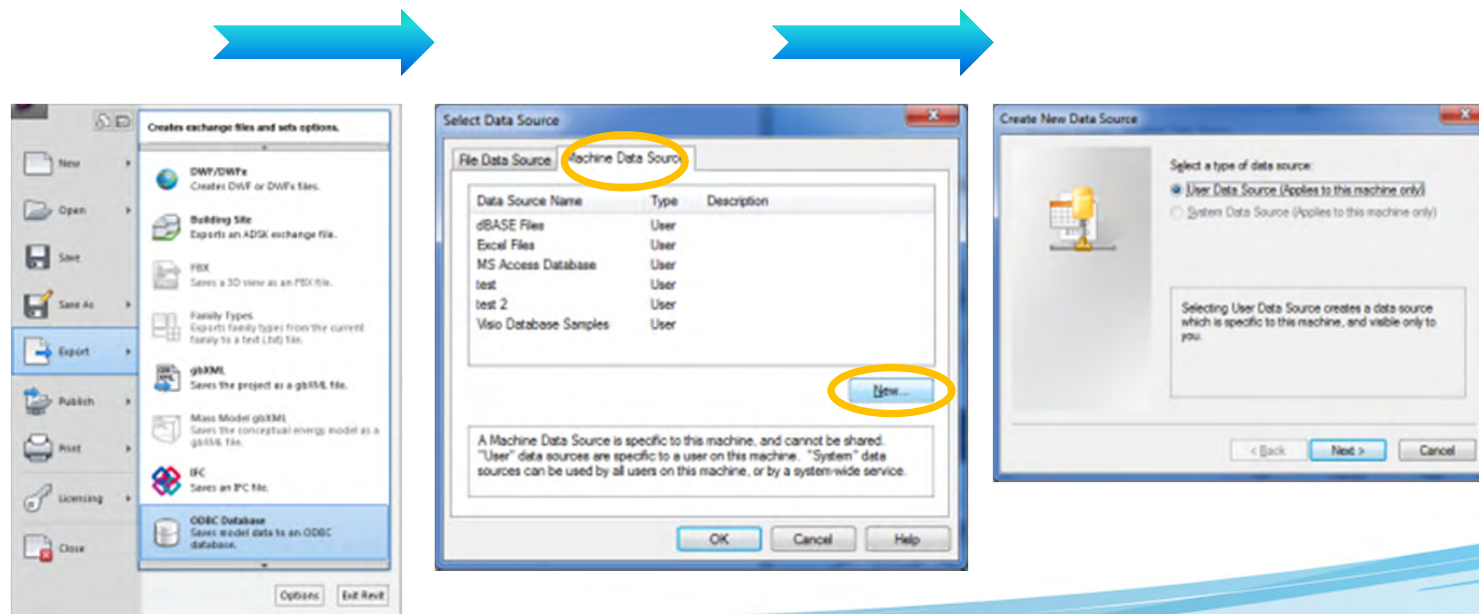 Creates exchange files and sets options.
New
Open
Save
Save As
Export
Publish
Print
Licensing
Close
DWF/DWFx
Creates DWF or DWFx files.
Building Site
Exports an ADSK exchange file.
FBX
Saves a 3D view as an FBX file.
Family Types
Exports family types from the current
family to a text (.txt) file.
gbXML
Saves the project as a gbXML file.
Mass Model gbXML
Saves the conceptual energy model as a
gbXML file.
IFC
Saves an IFC file.
ODBC Database
Saves model data to an ODBC
database.
Options
Exit Revit
Select Data Source
File Data Source
Machine Data Source
Data Source Name Type Description
dBASE Files User
Excel Files User
MS Access Database User
test User
test 2 User
Visio Database Samples User
New...
A Machine Data Source is specific to this machine, and cannot be shared.
"User" data sources are specific to a user on this machine. "System" data
sources can be used by all users on this machine, or by a system-wide service.
OK
Cancel
Help
Create New Data Source
Select a type of data source:
User Data Source (Applies to this machine only)
System Data Source (Applies to this machine only)
Selecting User Data Source creates a data source
which is specific to this machine, and visible only to
you.
< Back
Next >
Cancel